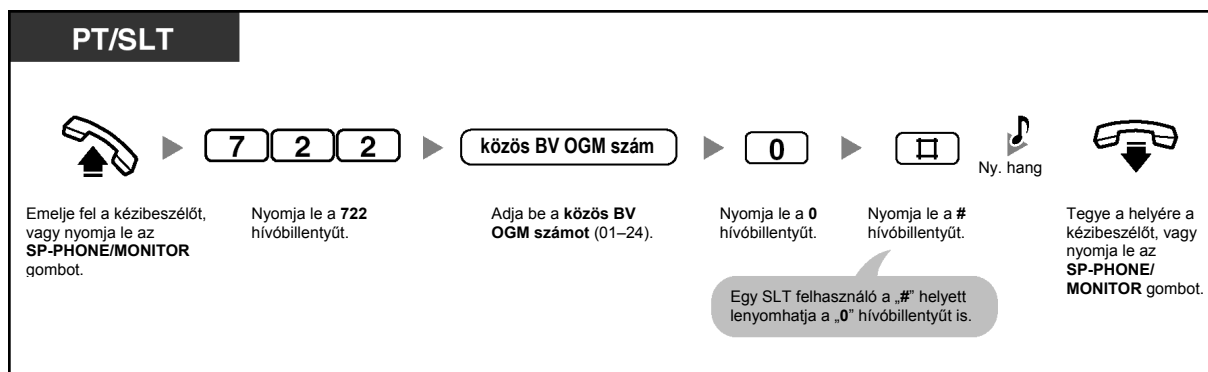 PT/SLT
7 2 2
közös BV OGM szám
0
#
Ny. hang
Emelje fel a kézibeszélőt,
vagy nyomja le az
SP-PHONE/MONITOR
gombot.
Nyomja le a 722
hívóbillentyűt.
Adja be a közös BV
OGM számot (01–24).
Nyomja le a 0
hívóbillentyűt.
Nyomja le a #
hívóbillentyűt.
Tegye a helyére a
kézibeszélőt, vagy
nyomja le az
SP-PHONE/
MONITOR gombot.
Egy SLT felhasználó a „#” helyett
lenyomhatja a „0” hívóbillentyűt is.